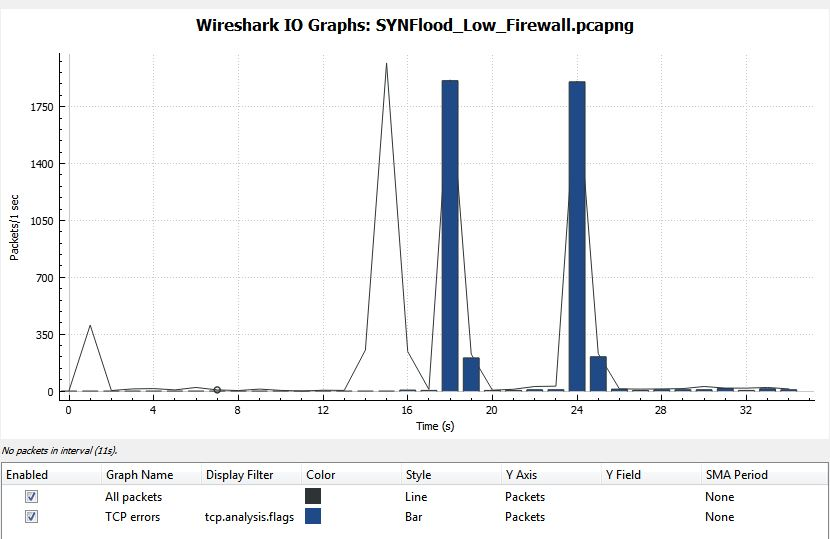 Wireshark IO Graphs: SYNFlood_Low_Firewall.pcapng
1750
1400
1050
700
350
0
Packets/1 sec
0 4 8 12 16 20 24 28 32
Time (s)
No packets in interval (11s).
Enabled Graph Name Display Filter Color Style Y Axis Y Field SMA Period
All packets Line Packets None
TCP errors tcp.analysis.flags Bar Packets None